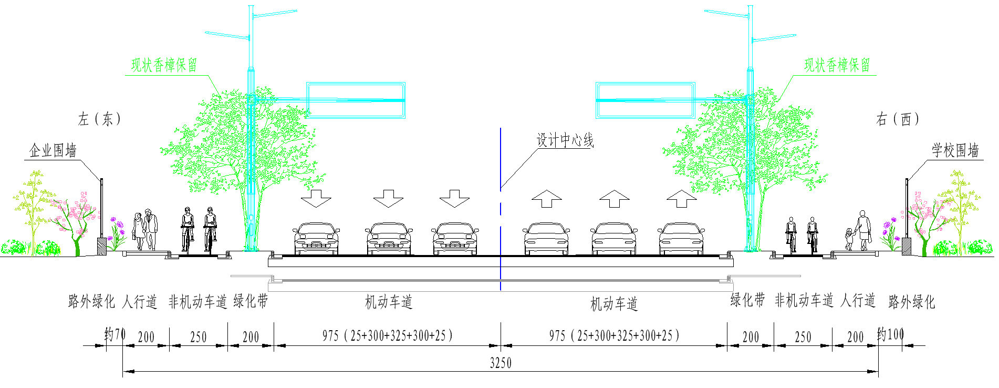 现状香樟保留
现状香樟保留
左（东）
右（西）
设计中心线
企业围墙
学校围墙
路外绿化
人行道
非机动车道
绿化带
机动车道
机动车道
绿化带
非机动车道
人行道
路外绿化
约70
200
250
200
975（25+300+325+300+25）
975（25+300+325+300+25）
200
250
200
约100
3250